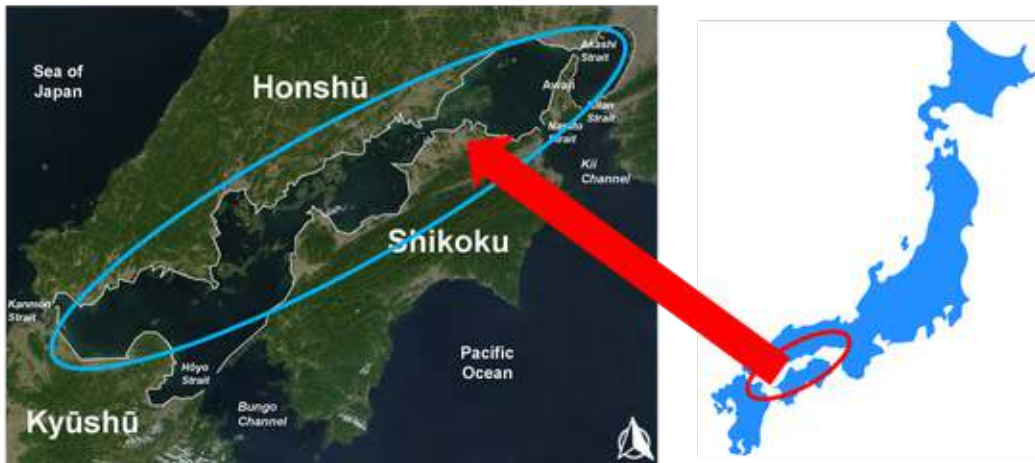 Sea of
Japan
Honshū
Akashi
Strait
Awaji
Strait
Naruto
Strait
Kii
Channel
Shikoku
Kanmon
Strait
Hōyo
Strait
Pacific
Ocean
Bungo
Channel
Kyūshū